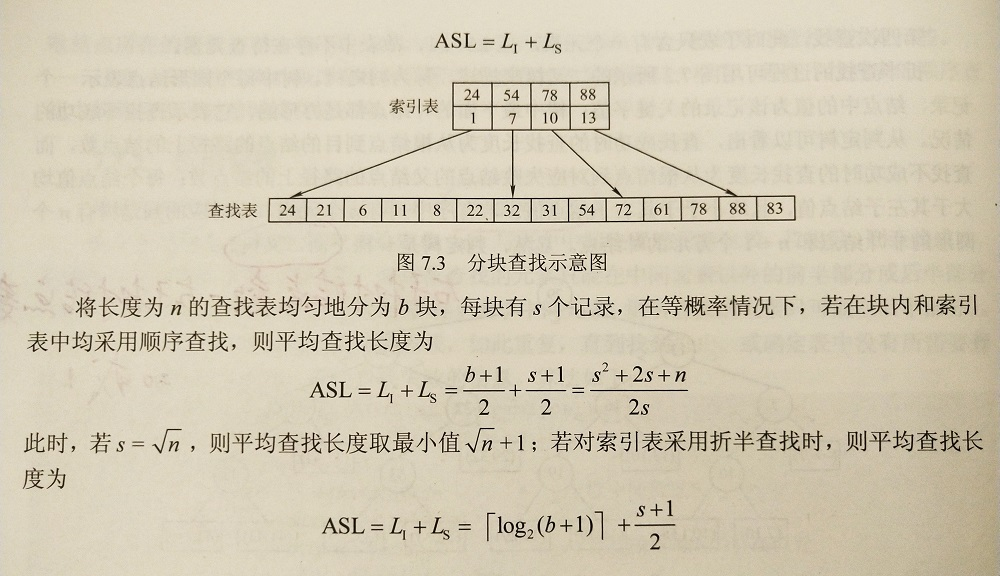 ASL = L_I + L_S
索引表 24 54 78 88
1 7 10 13
查找表 24 21 6 11 8 22 32 31 54 72 61 78 88 83
图 7.3 分块查找示意图
将长度为 n 的查找表均匀地分为 b 块，每块有 s 个记录，在等概率情况下，若在块内和索引
表中均采用顺序查找，则平均查找长度为
ASL = L_I + L_S = (b+1)/2 + (s+1)/2 = (s²+2s+n)/(2s)
此时，若 s = √n ，则平均查找长度取最小值 √n +1；若对索引表采用折半查找时，则平均查找长
度为
ASL = L_I + L_S = ⌈log₂(b+1)⌉ + (s+1)/2